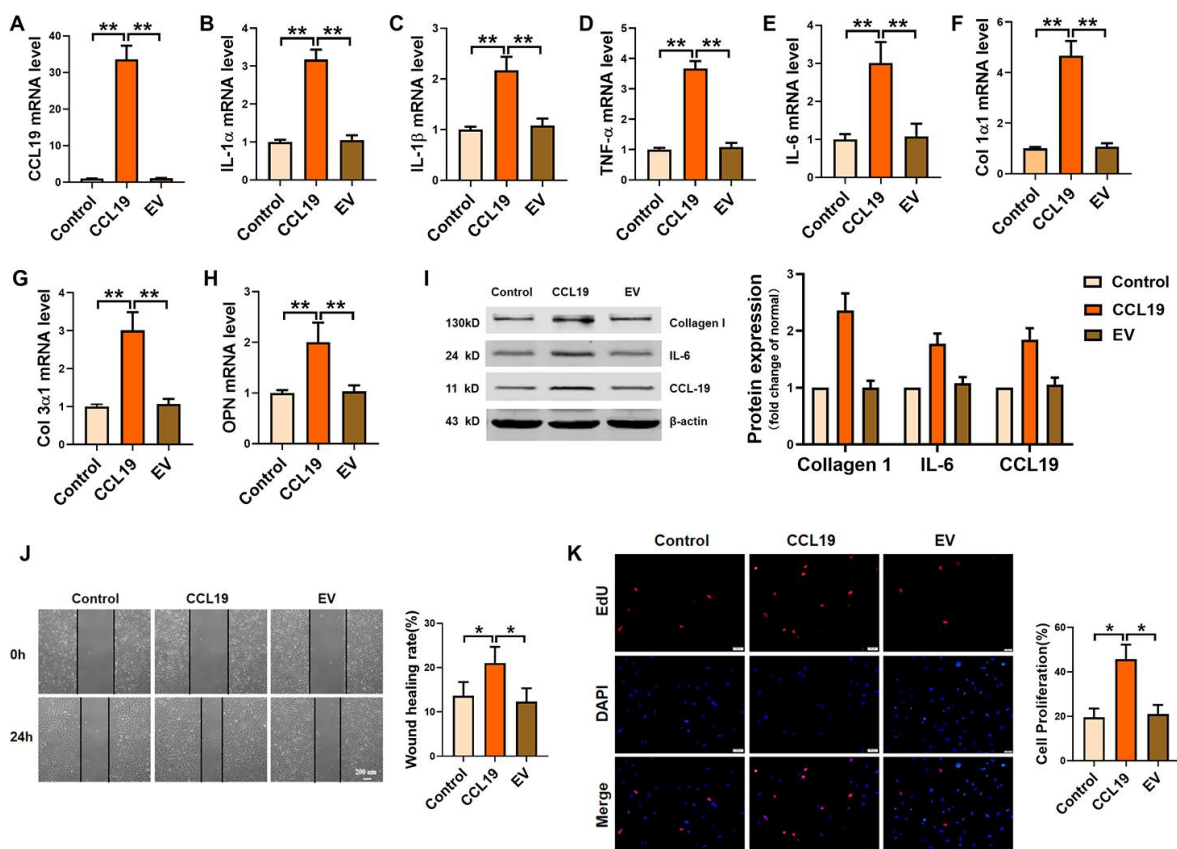 A
CCL19 mRNA level
40
30
20
10
0
**
**
Control
CCL19
EV
B
IL-1α mRNA level
4
3
2
1
0
**
**
Control
CCL19
EV
C
IL-1β mRNA level
3
2
1
0
**
**
Control
CCL19
EV
D
TNF-α mRNA level
5
4
3
2
1
0
**
**
Control
CCL19
EV
E
IL-6 mRNA level
4
3
2
1
0
**
**
Control
CCL19
EV
F
Col 1α1 mRNA level
6
4
2
0
**
**
Control
CCL19
EV
G
Col 3α1 mRNA level
4
3
2
1
0
**
**
Control
CCL19
EV
H
OPN mRNA level
3
2
1
0
**
**
Control
CCL19
EV
I
Control
CCL19
EV
130kD
Collagen I
24 kD
IL-6
11 kD
CCL-19
43 kD
β-actin
Protein expression
(fold change of normal)
3
2
1
0
Collagen 1
IL-6
CCL19
Control
CCL19
EV
J
Control
CCL19
EV
0h
24h
200 um
Wound healing rate(%)
30
20
10
0
*
*
Control
CCL19
EV
K
Control
CCL19
EV
EdU
DAPI
Merge
Cell Proliferation(%)
60
40
20
0
*
*
Control
CCL19
EV